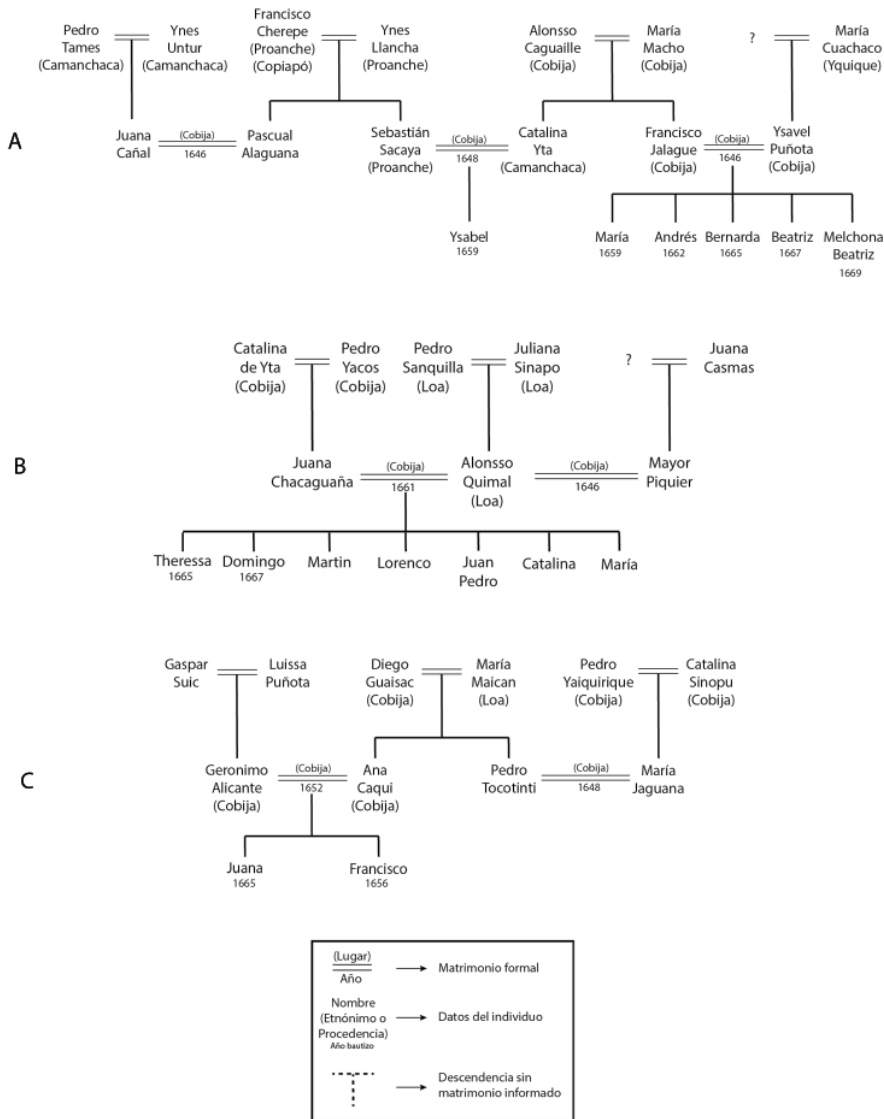 Pedro
Tames
(Camanchaca)
Ynes
Untur
(Camanchaca)
Francisco
Cherepe
(Proanche)
(Copiapó)
Ynes
Llancha
(Proanche)
Alonsso
Caguaille
(Cobija)
María
Macho
(Cobija)
?
María
Cuachaco
(Yquique)
A
Juana
Cañal
(Cobija)
1646
Pascual
Alaguana
Sebastián
Sacaya
(Proanche)
(Cobija)
1648
Catalina
Yta
(Camanchaca)
Francisco
Jalague
(Cobija)
(Cobija)
1646
Ysavel
Puñota
(Cobija)
Ysabel
1659
María
1659
Andrés
1662
Bernarda
1665
Beatriz
1667
Melchona
Beatriz
1669
Catalina
de Yta
(Cobija)
Pedro
Yacos
(Cobija)
Pedro
Sanquilla
(Loa)
Juliana
Sinapo
(Loa)
?
Juana
Casmas
B
Juana
Chacaguaña
(Cobija)
1661
Alonsso
Quimal
(Loa)
(Cobija)
1646
Mayor
Piquier
Theressa
1665
Domingo
1667
Martin
Lorenco
Juan
Pedro
Catalina
María
Gaspar
Suic
Luissa
Puñota
Diego
Guaisac
(Cobija)
María
Maican
(Loa)
Pedro
Yaiquirique
(Cobija)
Catalina
Sinopu
(Cobija)
C
Geronimo
Alicante
(Cobija)
(Cobija)
1652
Ana
Caqui
(Cobija)
Pedro
Tocotinti
(Cobija)
1648
María
Jaguana
Juana
1665
Francisco
1656
(Lugar)
Año
Matrimonio formal
Nombre
(Etnónimo o
Procedencia)
Año bautizo
Datos del individuo
Descendencia sin
matrimonio informado